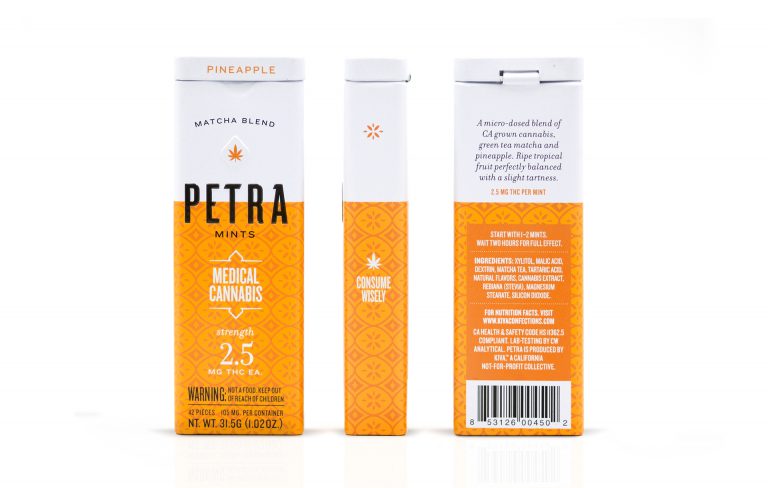 PINEAPPLE
MATCHA BLEND
PETRA
MINTS
MEDICAL
CANNABIS
strength
2.5
MG THC EA.
WARNING: NOT A FOOD. KEEP OUT
OF REACH OF CHILDREN
42 PIECES 105 MG. PER CONTAINER
NT. WT. 31.5G (1.02OZ.)
CONSUME
WISELY
A micro-dosed blend of
CA grown cannabis,
green tea matcha and
pineapple. Ripe tropical
fruit perfectly balanced
with a slight tartness.
2.5 MG THC PER MINT
START WITH 1-2 MINTS,
WAIT TWO HOURS FOR FULL EFFECT.
INGREDIENTS: XYLITOL, MALIC ACID,
DEXTRIN, MATCHA TEA, TARTARIC ACID,
NATURAL FLAVORS, CANNABIS EXTRACT,
REBIANA (STEVIA), MAGNESIUM
STEARATE, SILICON DIOXIDE.
FOR NUTRITION FACTS, VISIT
WWW.KIVACONFECTIONS.COM
CA HEALTH & SAFETY CODE HS 11362.5
COMPLIANT. LAB-TESTING BY CW
ANALYTICAL. PETRA IS PRODUCED BY
KIVA,™ A CALIFORNIA
NOT-FOR-PROFIT COLLECTIVE.
8 53126 00450 2